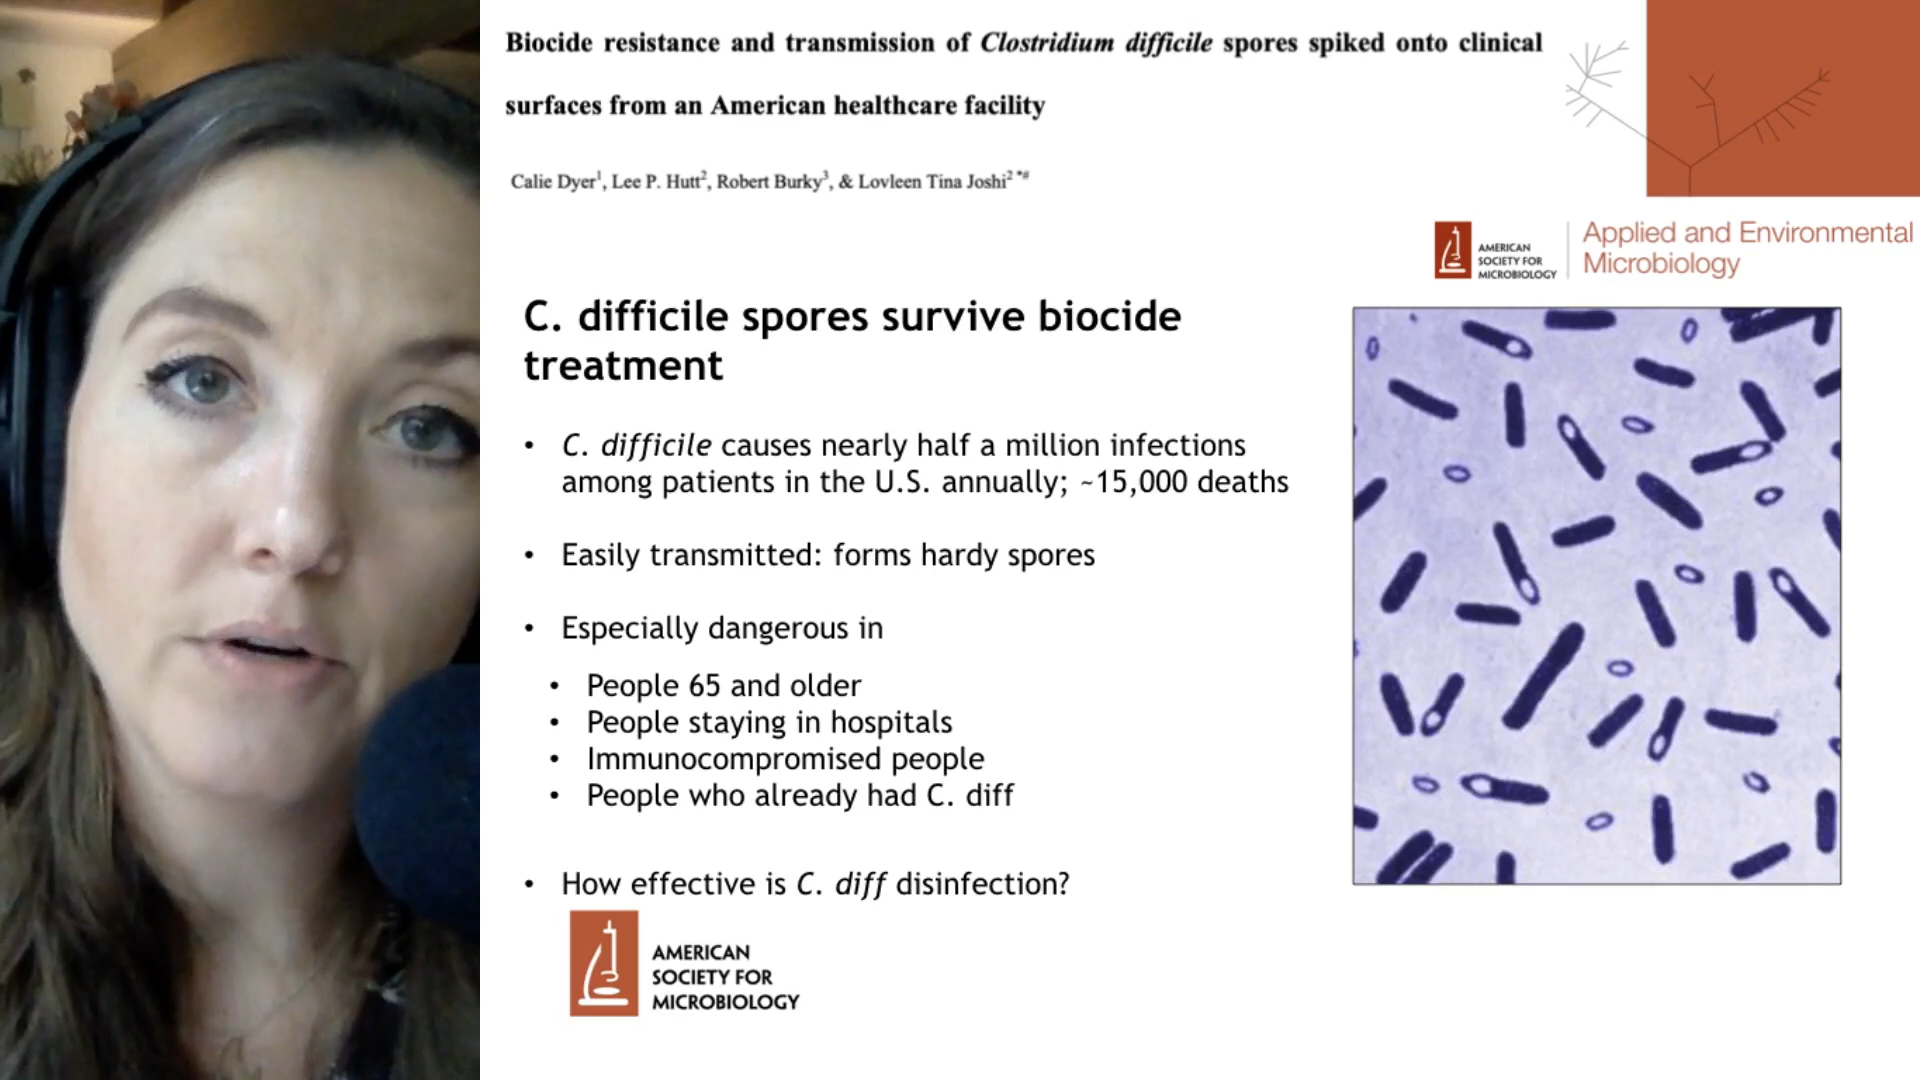 Biocide resistance and transmission of Clostridium difficile spores spiked onto clinical
surfaces from an American healthcare facility
Calie Dyer1, Lee P. Hutt2, Robert Burky3, & Lovleen Tina Joshi2 *#
AMERICAN
SOCIETY FOR
MICROBIOLOGY
Applied and Environmental
Microbiology
C. difficile spores survive biocide
treatment
• C. difficile causes nearly half a million infections
among patients in the U.S. annually; ~15,000 deaths
• Easily transmitted: forms hardy spores
• Especially dangerous in
• People 65 and older
• People staying in hospitals
• Immunocompromised people
• People who already had C. diff
• How effective is C. diff disinfection?
AMERICAN
SOCIETY FOR
MICROBIOLOGY